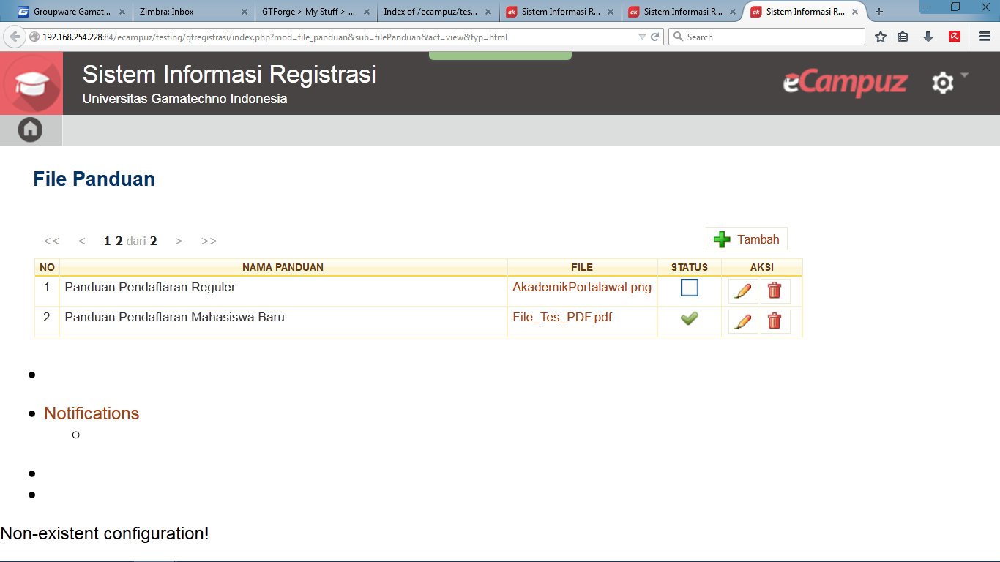 Groupware Gamat...
Zimbra: Inbox
GTForge > My Stuff > ...
Index of /ecampuz/tes...
ak Sistem Informasi R...
ak Sistem Informasi R...
ak Sistem Informasi R...
192.168.254.228:84/ecampuz/testing/gtregistrasi/index.php?mod=file_panduan&sub=filePanduan&act=view&typ=html
Search
Sistem Informasi Registrasi
Universitas Gamatechno Indonesia
eCampuz
File Panduan
<< < 1-2 dari 2 > >>
Tambah
NO NAMA PANDUAN FILE STATUS AKSI
1 Panduan Pendaftaran Reguler AkademikPortalawal.png
2 Panduan Pendaftaran Mahasiswa Baru File_Tes_PDF.pdf
Notifications
Non-existent configuration!